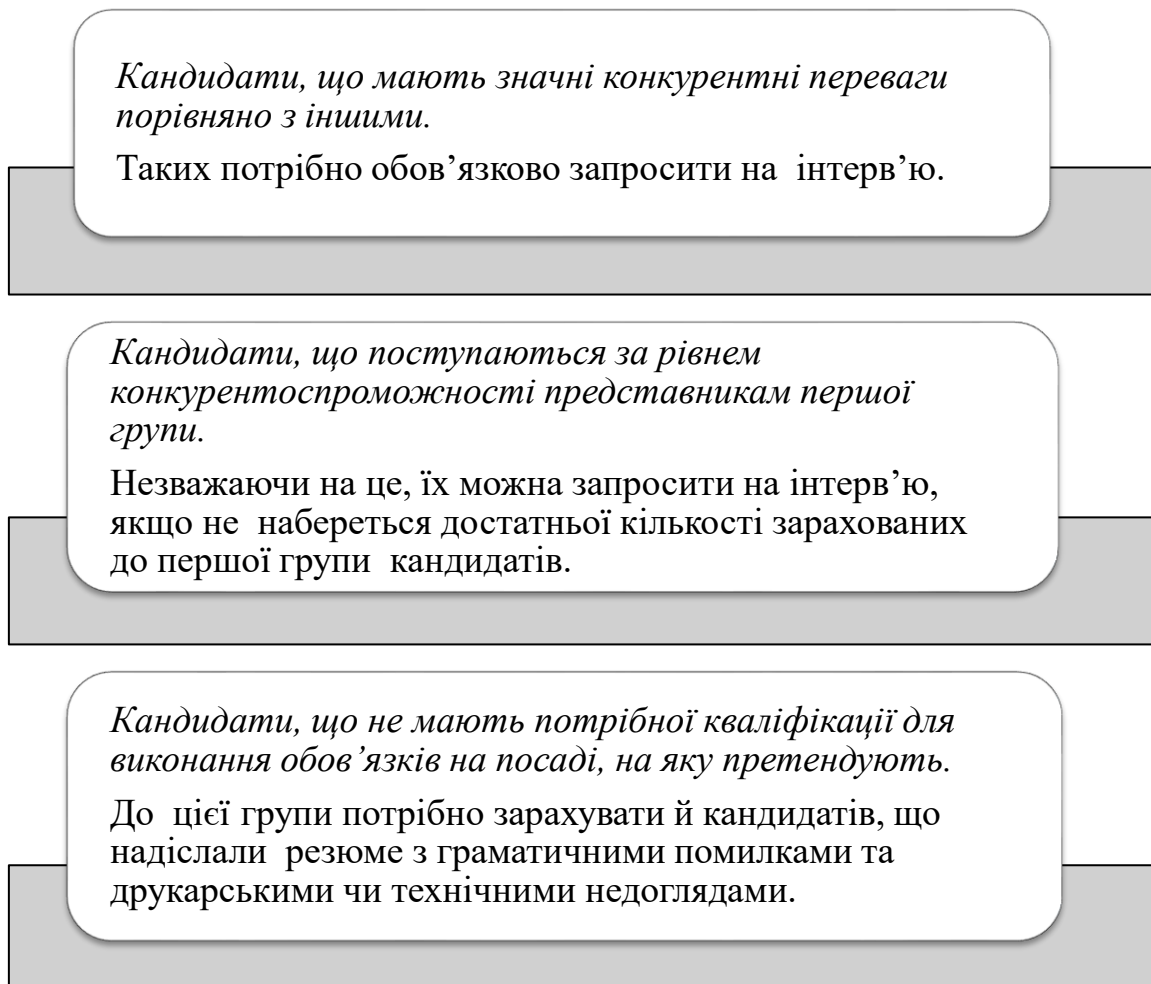 Кандидати, що мають значні конкурентні переваги
порівняно з іншими.
Таких потрібно обов’язково запросити на інтерв’ю.
Кандидати, що поступаються за рівнем
конкурентоспроможності представникам першої
групи.
Незважаючи на це, їх можна запросити на інтерв’ю,
якщо не набереться достатньої кількості зарахованих
до першої групи кандидатів.
Кандидати, що не мають потрібної кваліфікації для
виконання обов’язків на посаді, на яку претендують.
До цієї групи потрібно зарахувати й кандидатів, що
надіслали резюме з граматичними помилками та
друкарськими чи технічними недоглядами.